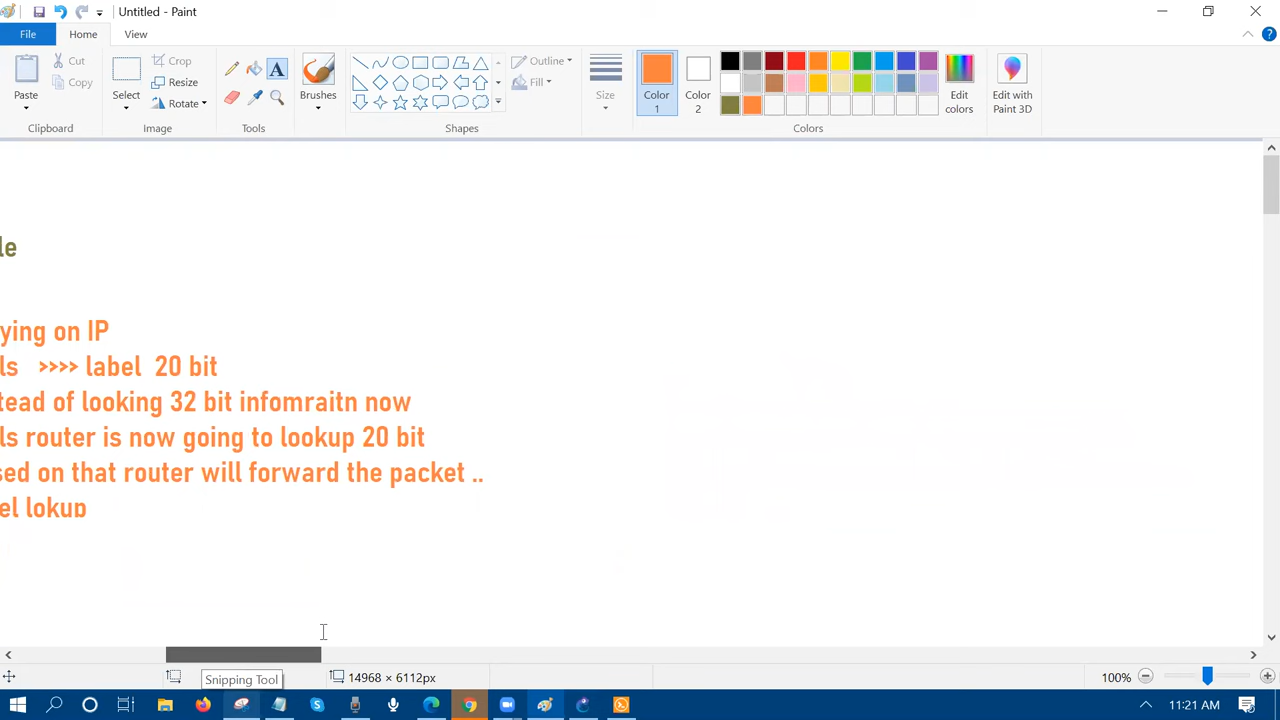 Untitled - Paint
File
Home
View
Paste
Cut
Copy
Clipboard
Select
Crop
Resize
Rotate
Image
A
Tools
Brushes
Shapes
Outline
Fill
Size
Color 1
Color 2
Edit colors
Colors
Edit with Paint 3D
le
ying on IP
ls >>>> label 20 bit
tead of looking 32 bit infomraitn now
ls router is now going to lookup 20 bit
sed on that router will forward the packet ..
el lokup
Snipping Tool
14968 × 6112px
100%
11:21 AM